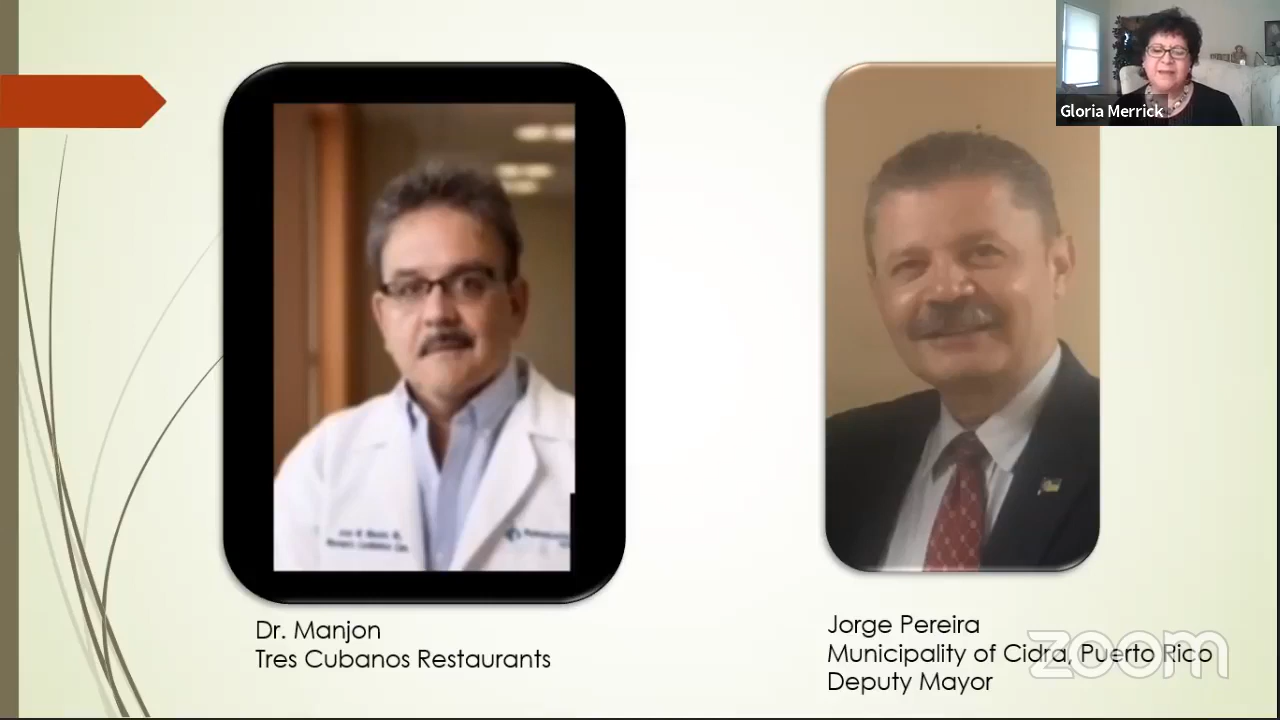 Gloria Merrick
Dr. Manjon
Tres Cubanos Restaurants
Jorge Pereira
Municipality of Cidra, Puerto Rico
Deputy Mayor
zoom